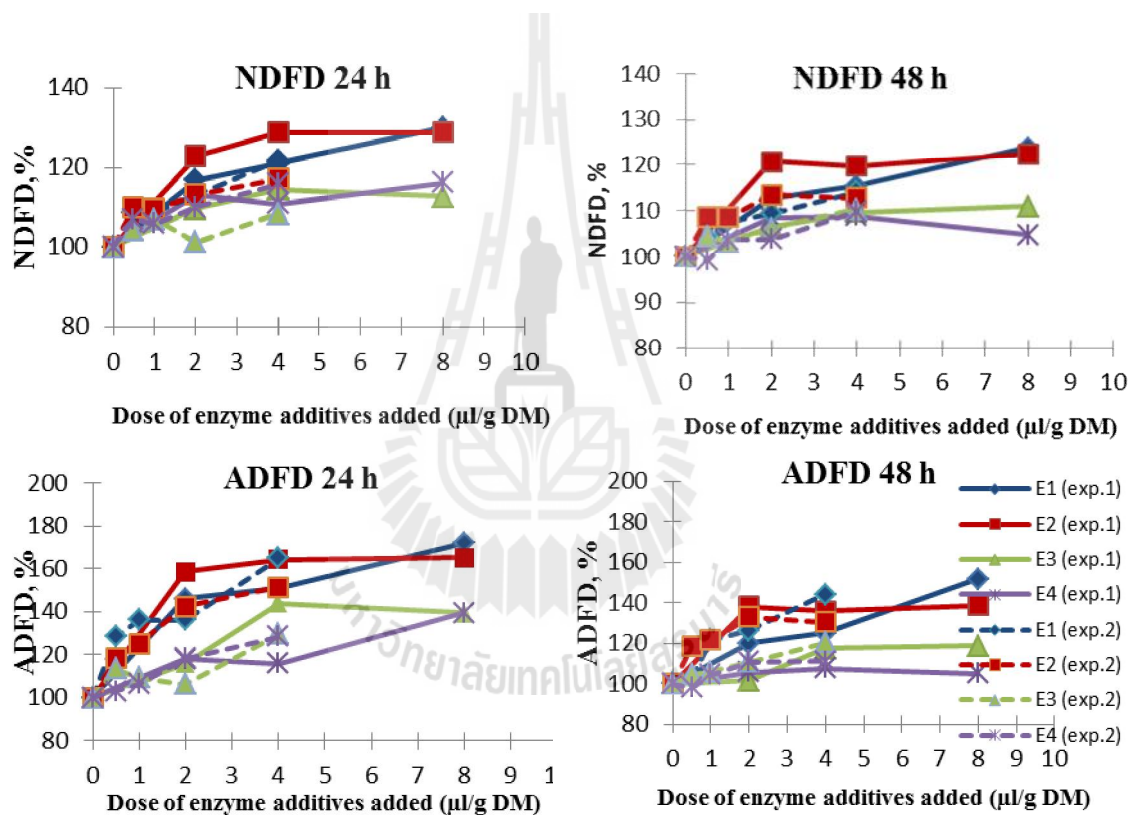 NDFD 24 h
140
120
100
80
NDFD, %
0 1 2 3 4 5 6 7 8 9 10
Dose of enzyme additives added (µl/g DM)
NDFD 48 h
140
130
120
110
100
90
80
NDFD, %
0 1 2 3 4 5 6 7 8 9 10
Dose of enzyme additives added (µl/g DM)
ADFD 24 h
200
180
160
140
120
100
80
ADFD, %
0 1 2 3 4 5 6 7 8 9 1
Dose of enzyme additives added (µl/g DM)
ADFD 48 h
200
180
160
140
120
100
80
ADFD, %
0 1 2 3 4 5 6 7 8 9 10
Dose of enzyme additives added (µl/g DM)
E1 (exp.1)
E2 (exp.1)
E3 (exp.1)
E4 (exp.1)
E1 (exp.2)
E2 (exp.2)
E3 (exp.2)
E4 (exp.2)